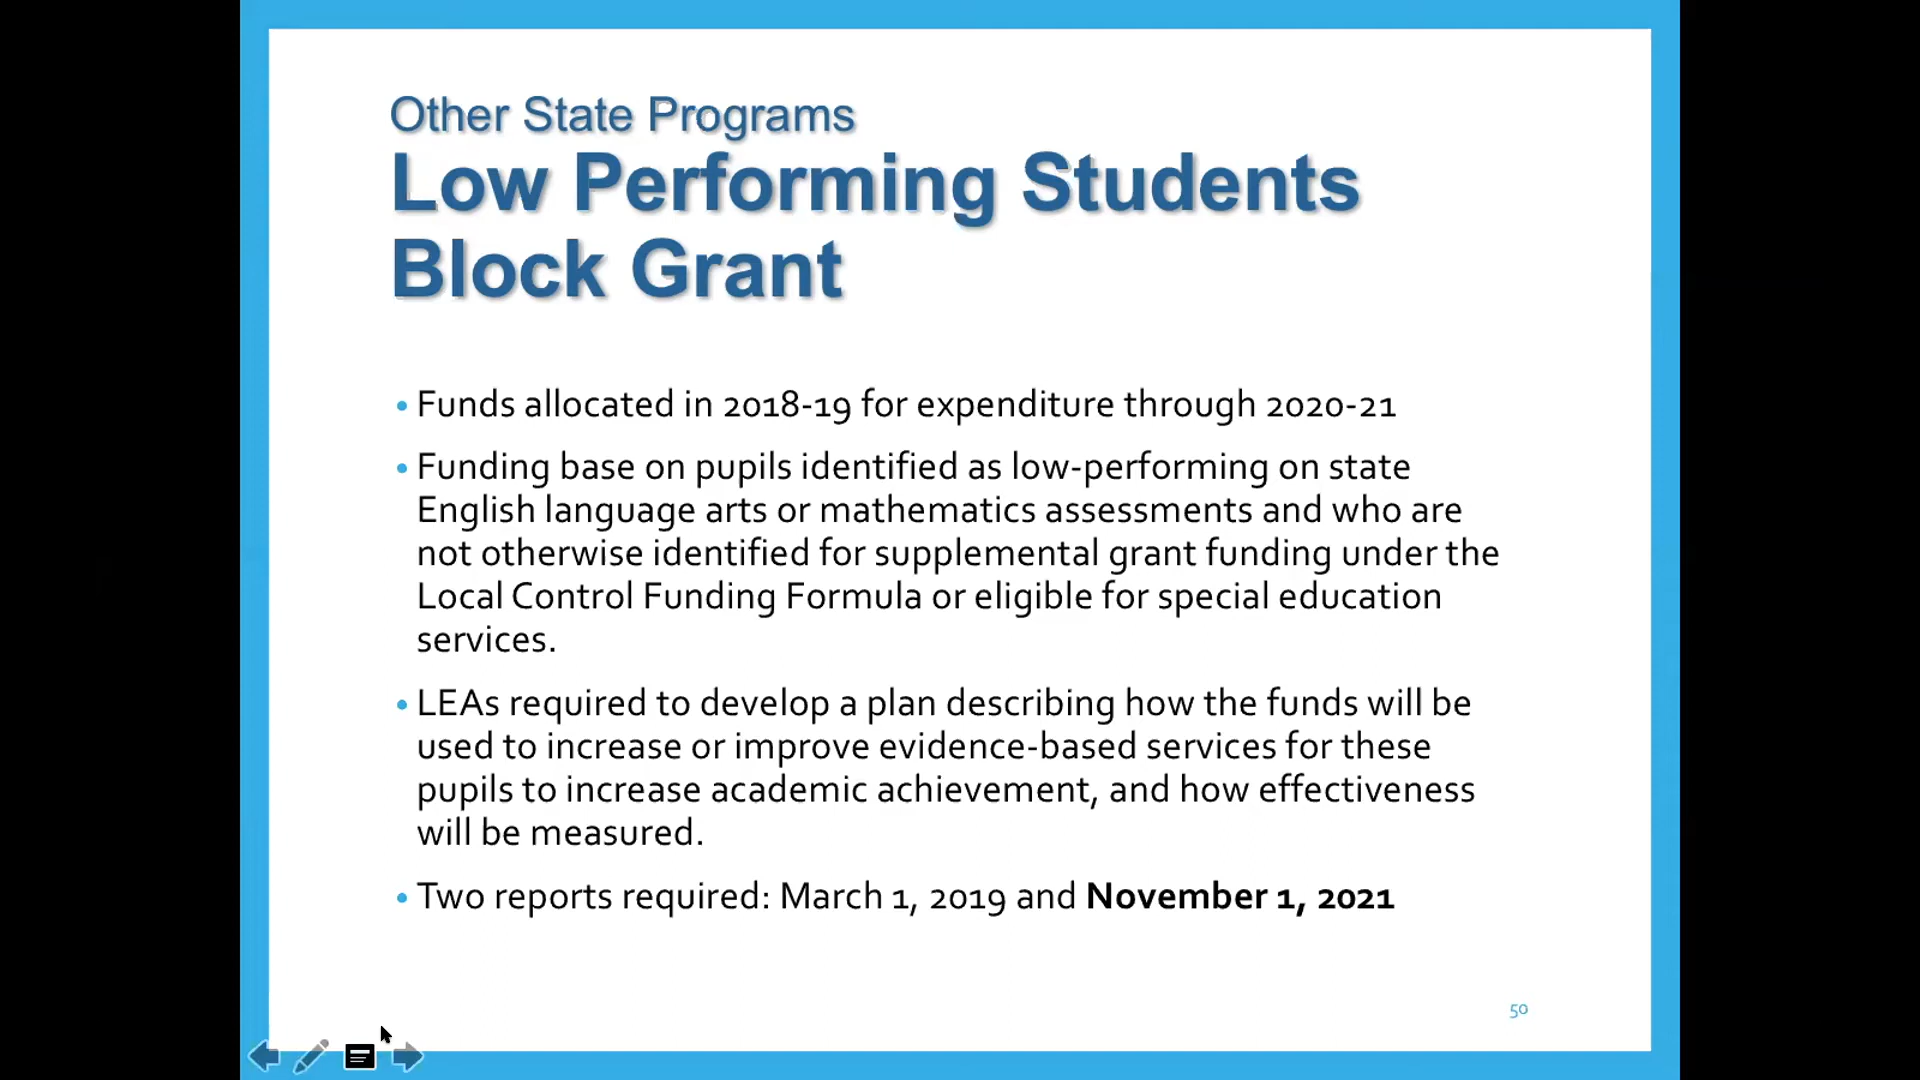 Other State Programs
Low Performing Students
Block Grant
• Funds allocated in 2018-19 for expenditure through 2020-21
• Funding base on pupils identified as low-performing on state
English language arts or mathematics assessments and who are
not otherwise identified for supplemental grant funding under the
Local Control Funding Formula or eligible for special education
services.
• LEAs required to develop a plan describing how the funds will be
used to increase or improve evidence-based services for these
pupils to increase academic achievement, and how effectiveness
will be measured.
• Two reports required: March 1, 2019 and November 1, 2021
50